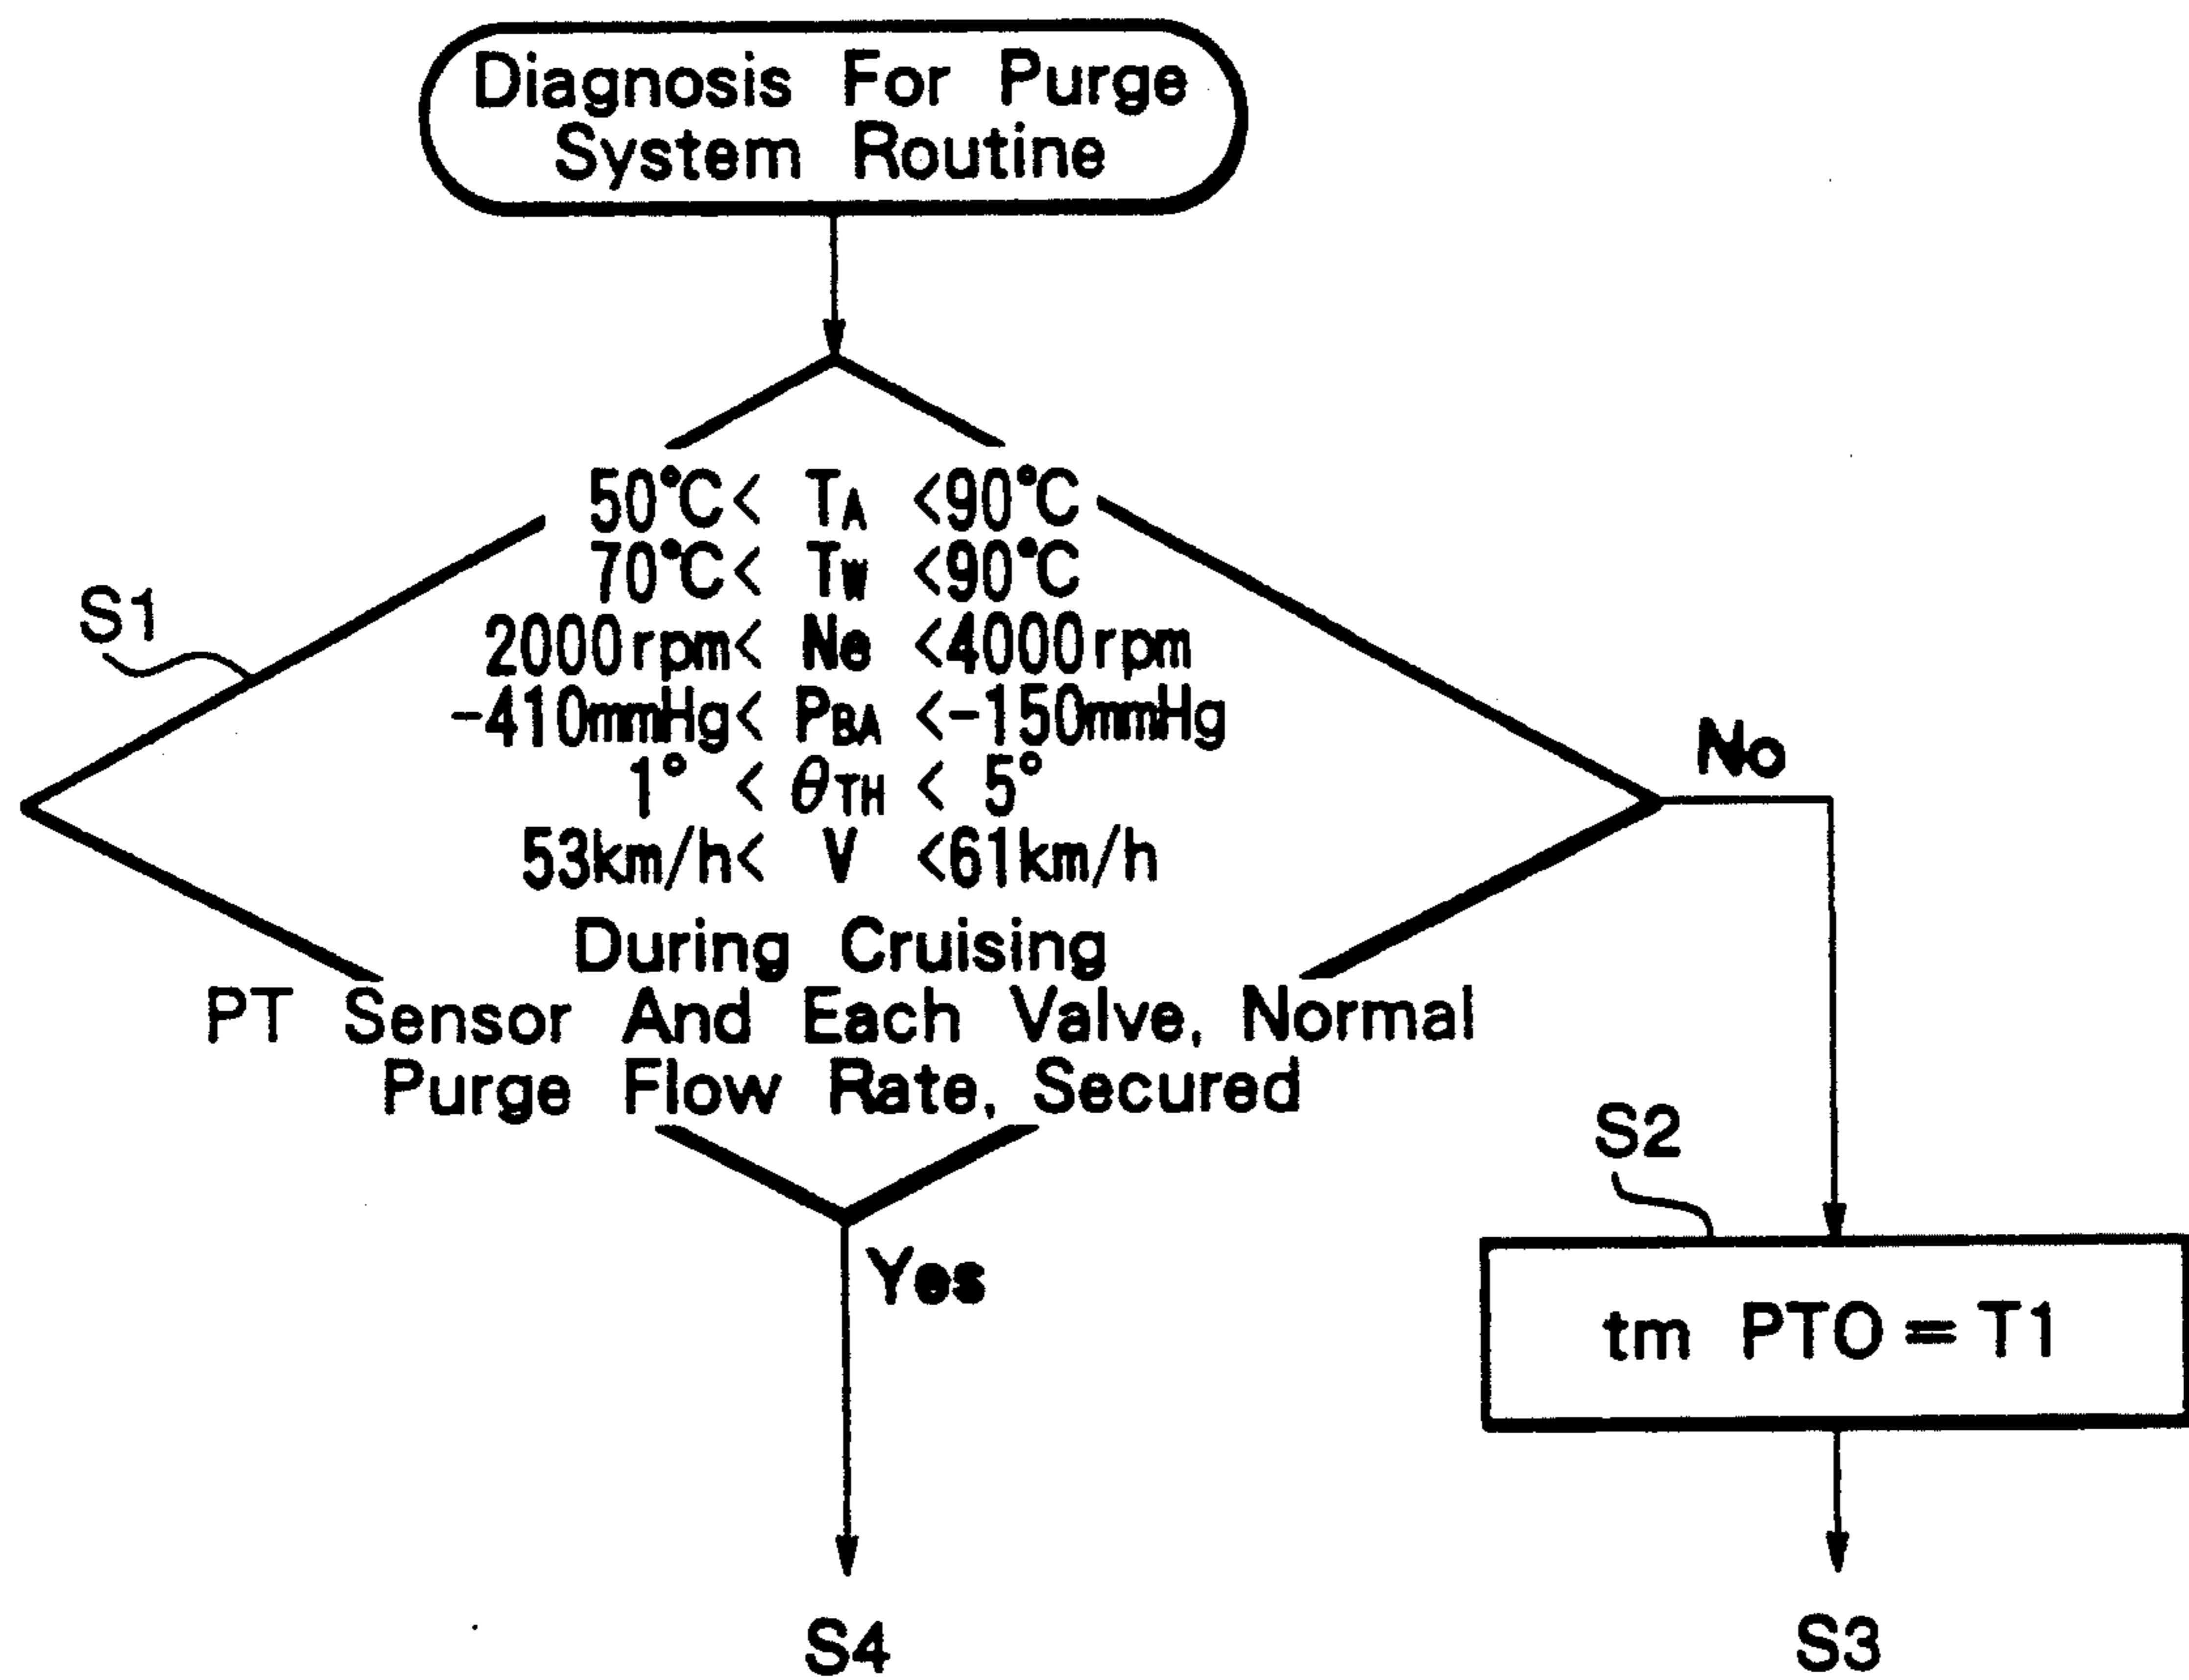 Diagnosis For Purge
System Routine
50°C< TA <90°C
70°C< TW <90°C
S1
2000rpm< Ne <4000rpm
-410mmHg< PBA <-150mmHg
No
1° < θTH < 5°
53km/h< V <61km/h
During Cruising
PT Sensor And Each Valve, Normal
Purge Flow Rate, Secured
S2
Yes
tm PTO=T1
S4
S3